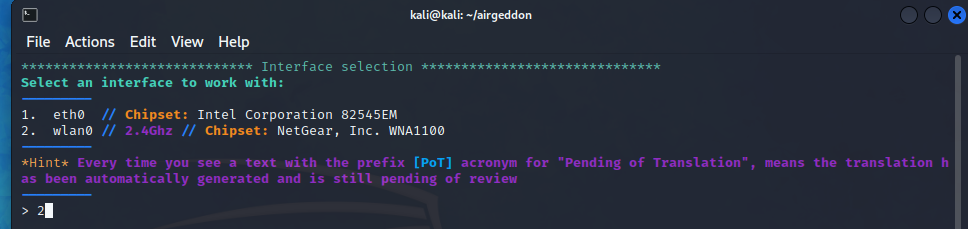 kali@kali: ~/airgeddon
File Actions Edit View Help
**************************** Interface selection *****************************
Select an interface to work with:
---------
1. eth0 // Chipset: Intel Corporation 82545EM
2. wlan0 // 2.4Ghz // Chipset: NetGear, Inc. WNA1100
---------
*Hint* Every time you see a text with the prefix [PoT] acronym for "Pending of Translation", means the translation h
as been automatically generated and is still pending of review
---------
> 2